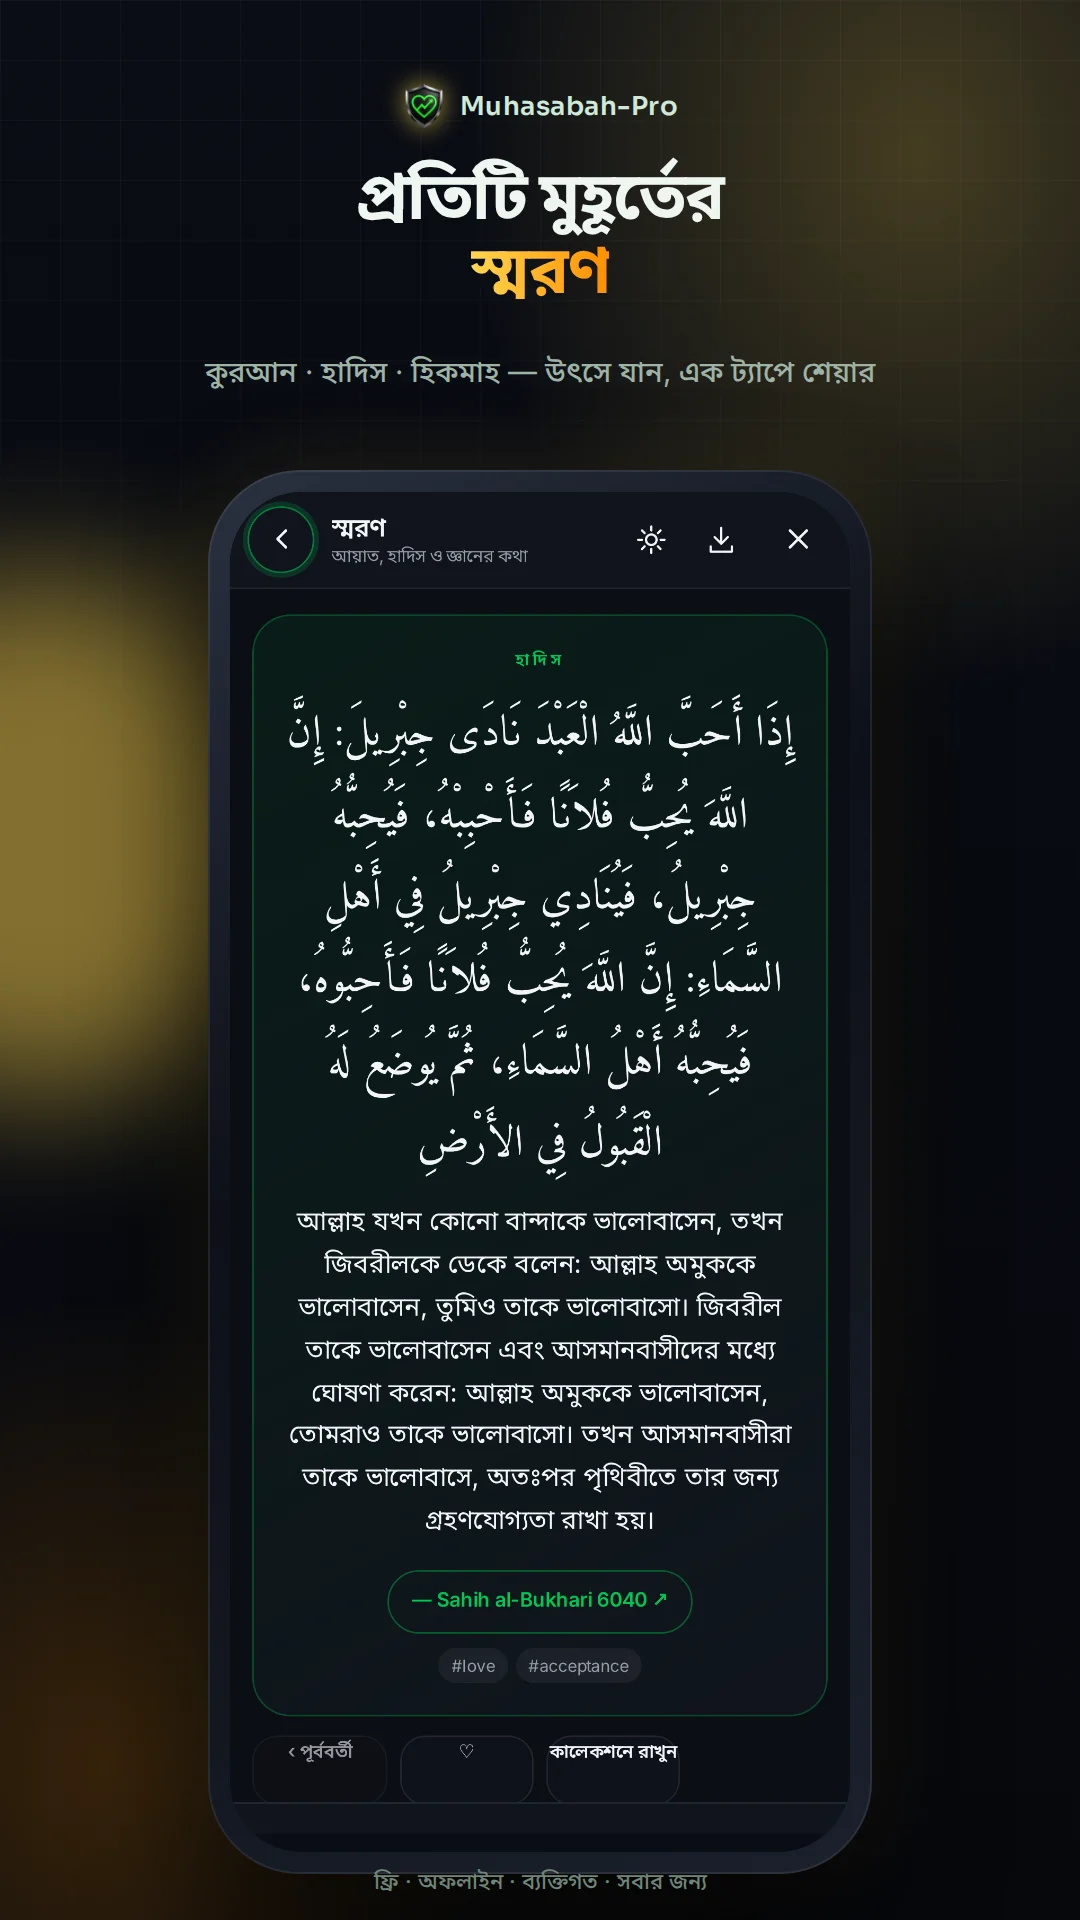 Muhasabah-Pro
প্রতিটি মুহূর্তের
স্মরণ
কুরআন · হাদিস · হিকমাহ — উৎসে যান, এক ট্যাপে শেয়ার
স্মরণ
আয়াত, হাদিস ও জ্ঞানের কথা
হাদিস
إِذَا أَحَبَّ اللَّهُ الْعَبْدَ نَادَى جِبْرِيلَ: إِنَّ
اللَّهَ يُحِبُّ فُلاَنًا فَأَحْبِبْهُ، فَيُحِبُّهُ
جِبْرِيلُ، فَيُنَادِي جِبْرِيلُ فِي أَهْلِ
السَّمَاءِ: إِنَّ اللَّهَ يُحِبُّ فُلاَنًا فَأَحِبُّوهُ،
فَيُحِبُّهُ أَهْلُ السَّمَاءِ، ثُمَّ يُوضَعُ لَهُ
الْقَبُولُ فِي الأَرْضِ
আল্লাহ যখন কোনো বান্দাকে ভালোবাসেন, তখন
জিবরীলকে ডেকে বলেন: আল্লাহ অমুককে
ভালোবাসেন, তুমিও তাকে ভালোবাসো। জিবরীল
তাকে ভালোবাসেন এবং আসমানবাসীদের মধ্যে
ঘোষণা করেন: আল্লাহ অমুককে ভালোবাসেন,
তোমরাও তাকে ভালোবাসো। তখন আসমানবাসীরা
তাকে ভালোবাসে, অতঃপর পৃথিবীতে তার জন্য
গ্রহণযোগ্যতা রাখা হয়।
— Sahih al-Bukhari 6040 ↗
#love #acceptance
‹ পূর্ববর্তী ♡ কালেকশনে রাখুন
ফ্রি · অফলাইন · ব্যক্তিগত · সবার জন্য